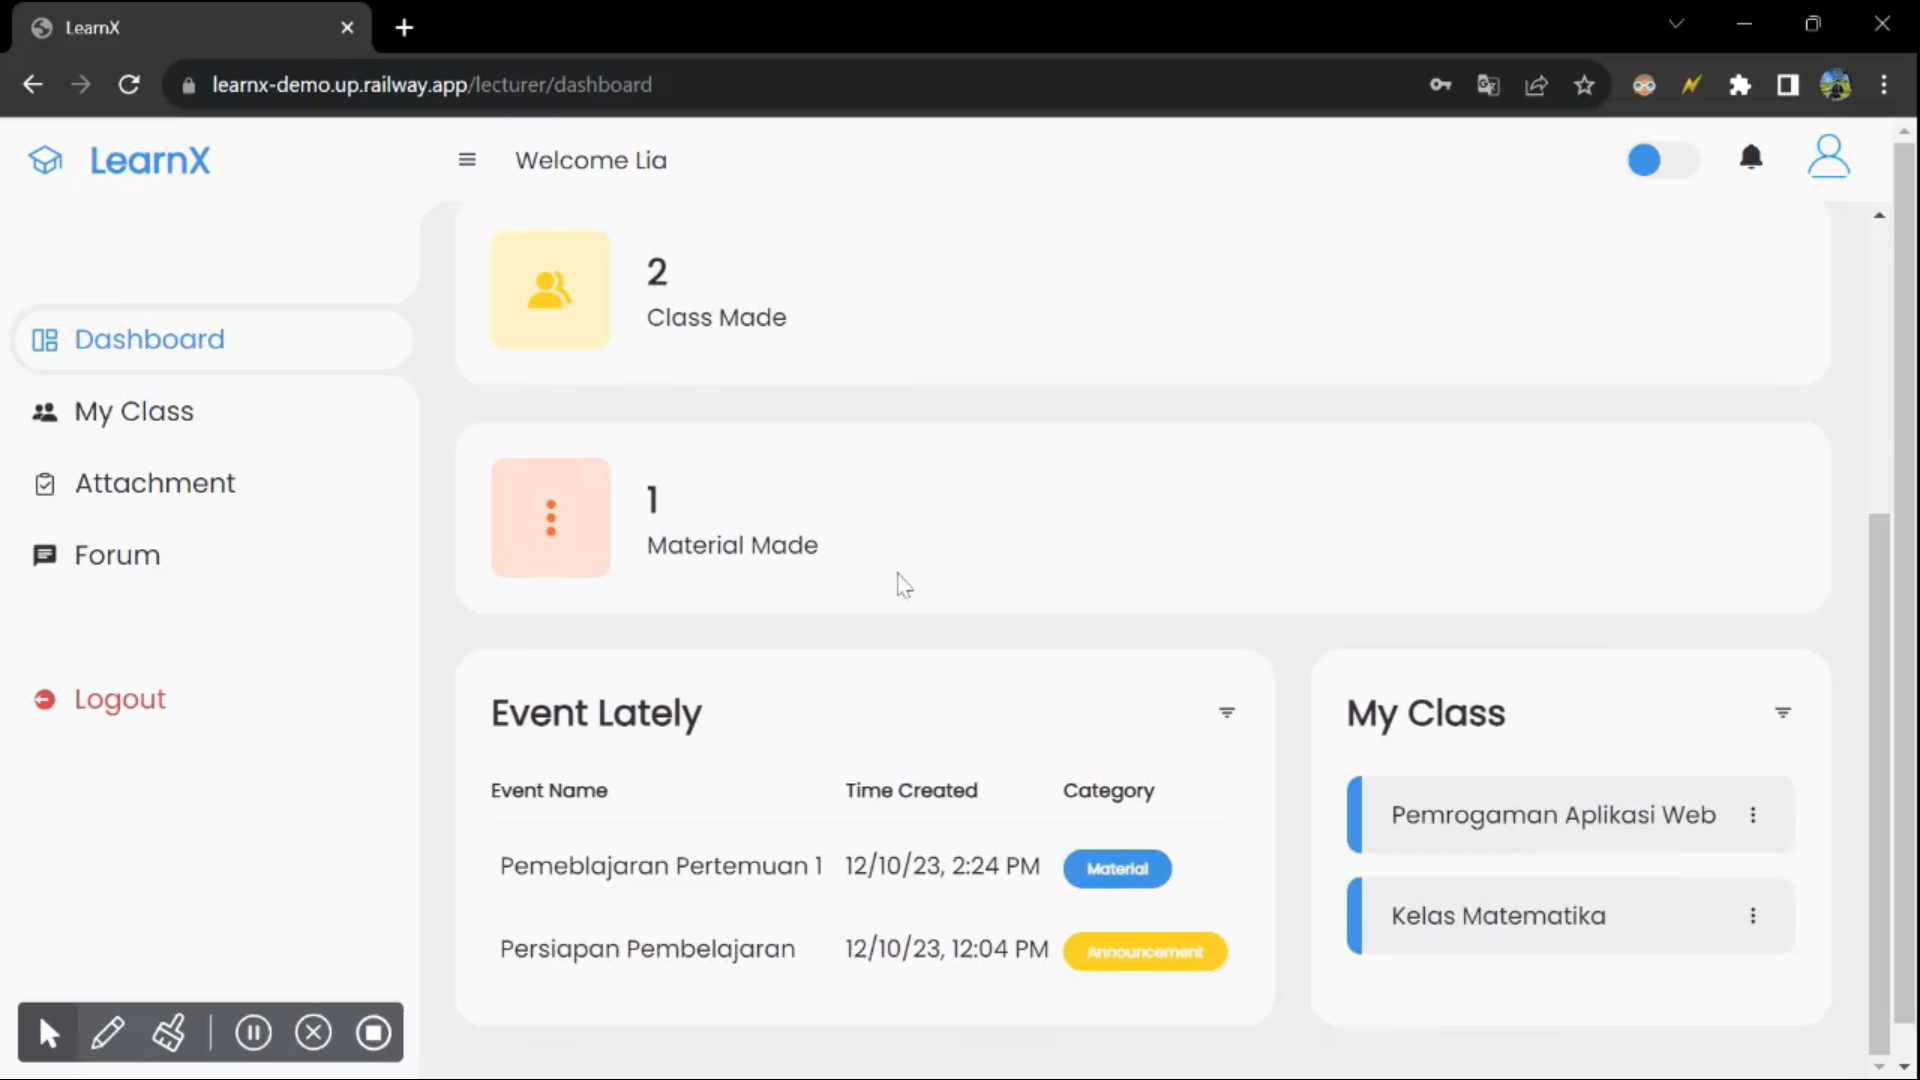 LearnX
learnx-demo.up.railway.app/lecturer/dashboard
LearnX
Welcome Lia
Dashboard
My Class
Attachment
Forum
Logout
2
Class Made
1
Material Made
Event Lately
Event Name Time Created Category
Pemeblajaran Pertemuan 1 12/10/23, 2:24 PM Material
Persiapan Pembelajaran 12/10/23, 12:04 PM Announcement
My Class
Pemrogaman Aplikasi Web
Kelas Matematika